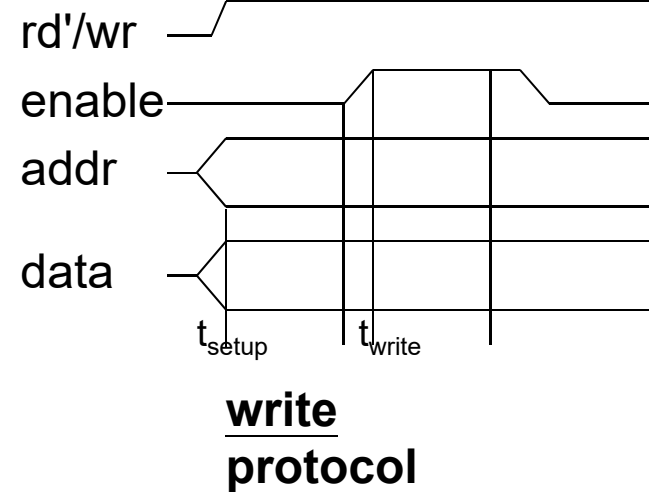 rd'/wr
enable
addr
data
tsetup twrite
write
protocol